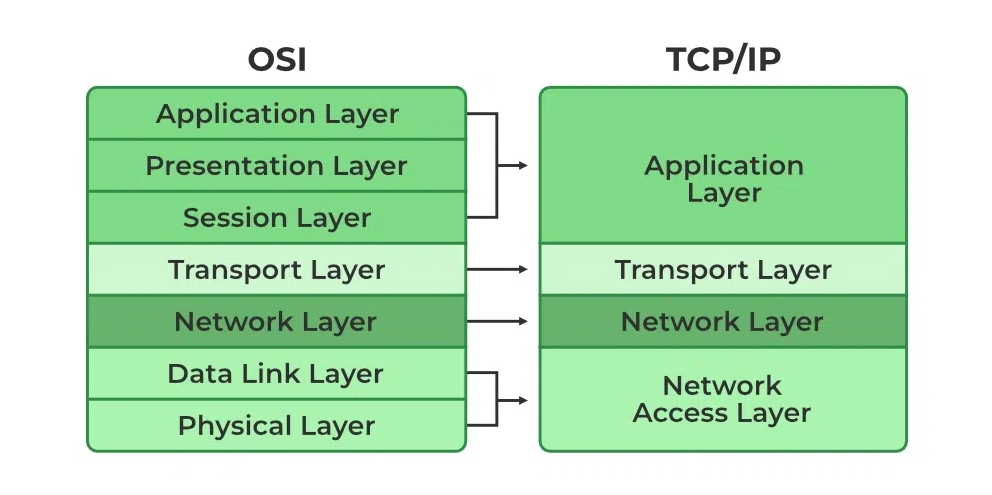 OSI
Application Layer
Presentation Layer
Session Layer
Transport Layer
Network Layer
Data Link Layer
Physical Layer
TCP/IP
Application
Layer
Transport Layer
Network Layer
Network
Access Layer